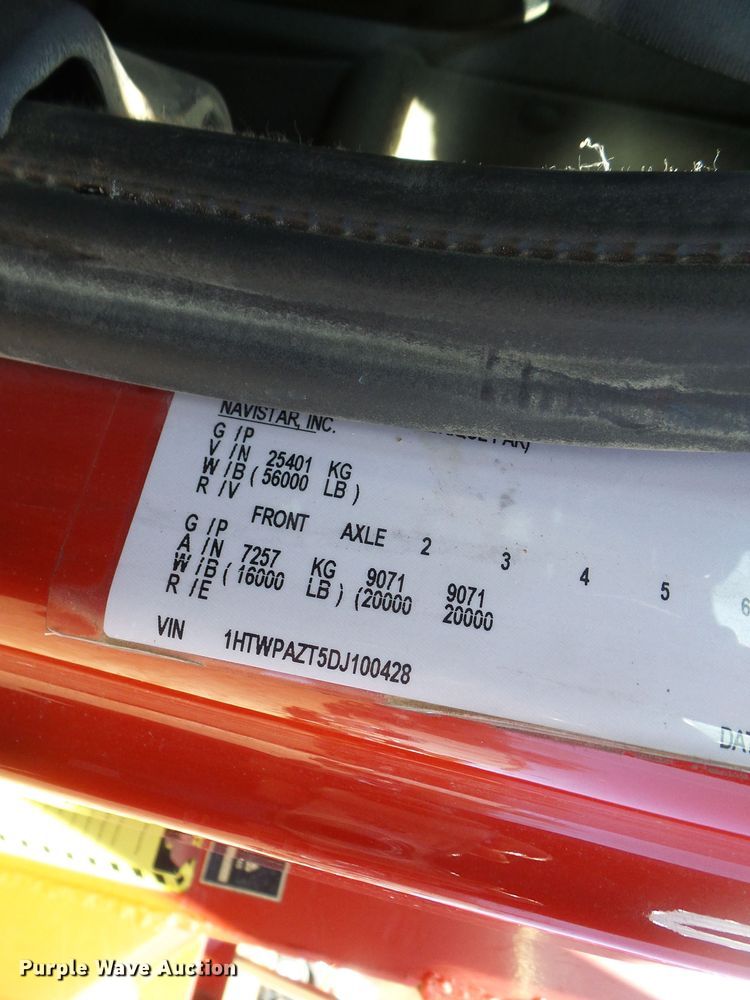 NAVISTAR, INC.
G /P
V /N 25401 KG
W /B ( 56000 LB )
R /V
G /P FRONT AXLE 2 3 4 5 6
A /N 7257 KG 9071 9071
W /B ( 16000 LB ) (20000 20000
R /E
VIN 1HTWPAZT5DJ100428
Purple Wave Auction